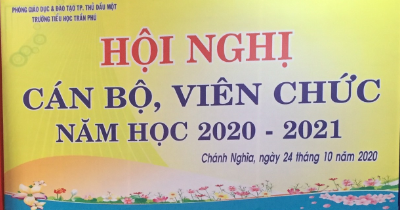 PHÒNG GIÁO DỤC & ĐÀO TẠO TP. THỦ DẦU MỘT
TRƯỜNG TIỂU HỌC TRẦN PHÚ
HỘI NGHỊ
CÁN BỘ, VIÊN CHỨC
NĂM HỌC 2020 - 2021
Chánh Nghĩa, ngày 24 tháng 10 năm 2020